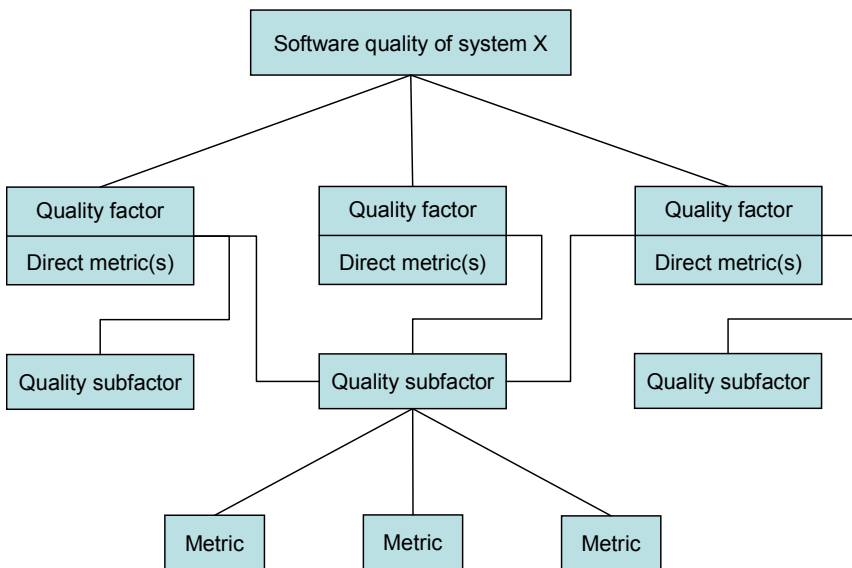 Software quality of system X
Quality factor
Quality factor
Quality factor
Direct metric(s)
Direct metric(s)
Direct metric(s)
Quality subfactor
Quality subfactor
Quality subfactor
Metric
Metric
Metric